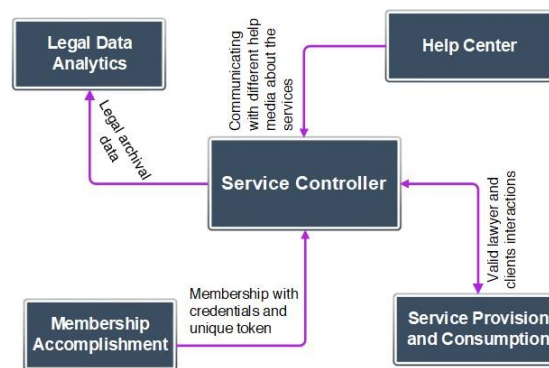 Legal Data
Analytics
Help Center
Communicating
with different help
media about the
services
Legal archival
data
Service Controller
Valid lawyer and
clients interactions
Membership with
credentials and
unique token
Membership
Accomplishment
Service Provision
and Consumption